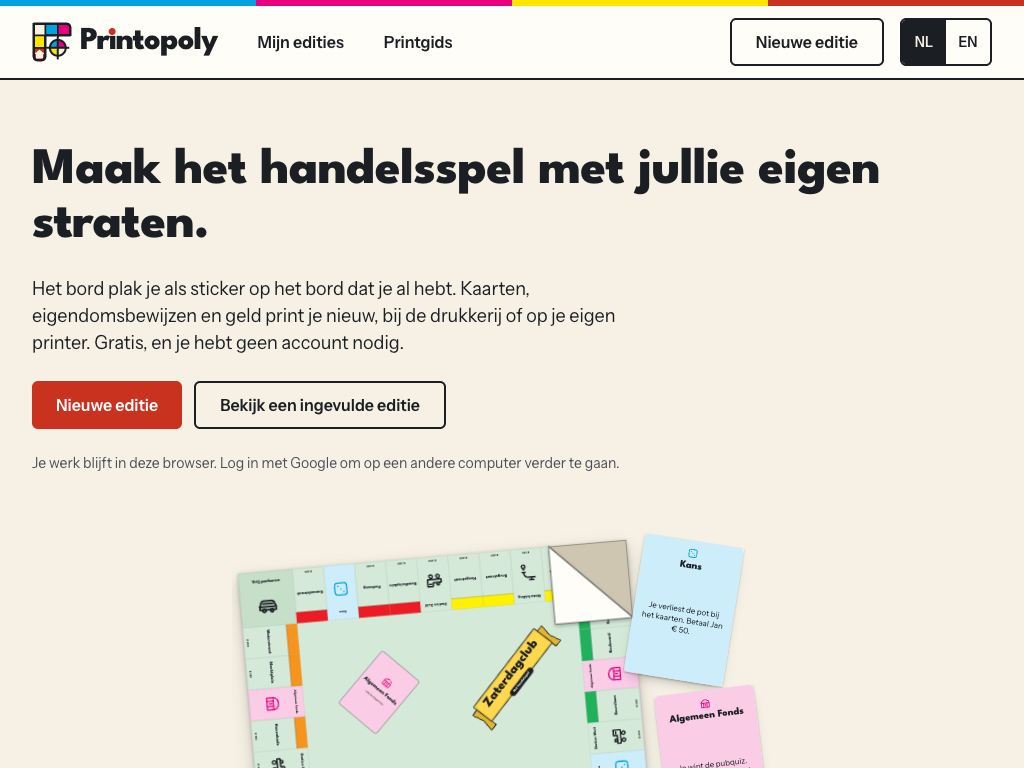 Printopoly
Mijn edities
Printgids
Nieuwe editie
NL
EN
Maak het handelsspel met jullie eigen
straten.
Het bord plak je als sticker op het bord dat je al hebt. Kaarten,
eigendomsbewijzen en geld print je nieuw, bij de drukkerij of op je eigen
printer. Gratis, en je hebt geen account nodig.
Nieuwe editie
Bekijk een ingevulde editie
Je werk blijft in deze browser. Log in met Google om op een andere computer verder te gaan.
Kans
Je verliest de pot bij
het kaarten. Betaal Jan
€ 50.
Algemeen Fonds
Zaterdagclub
Algemeen Fonds
Je wint de pubquiz.